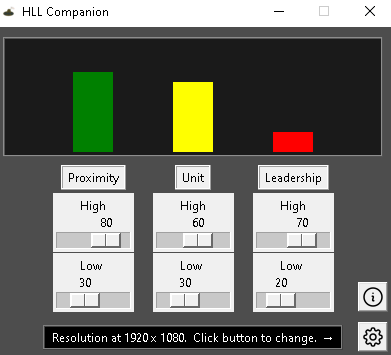 HLL Companion
Proximity Unit Leadership
High High High
80 60 70
Low Low Low
30 30 20
Resolution at 1920 x 1080. Click button to change. →